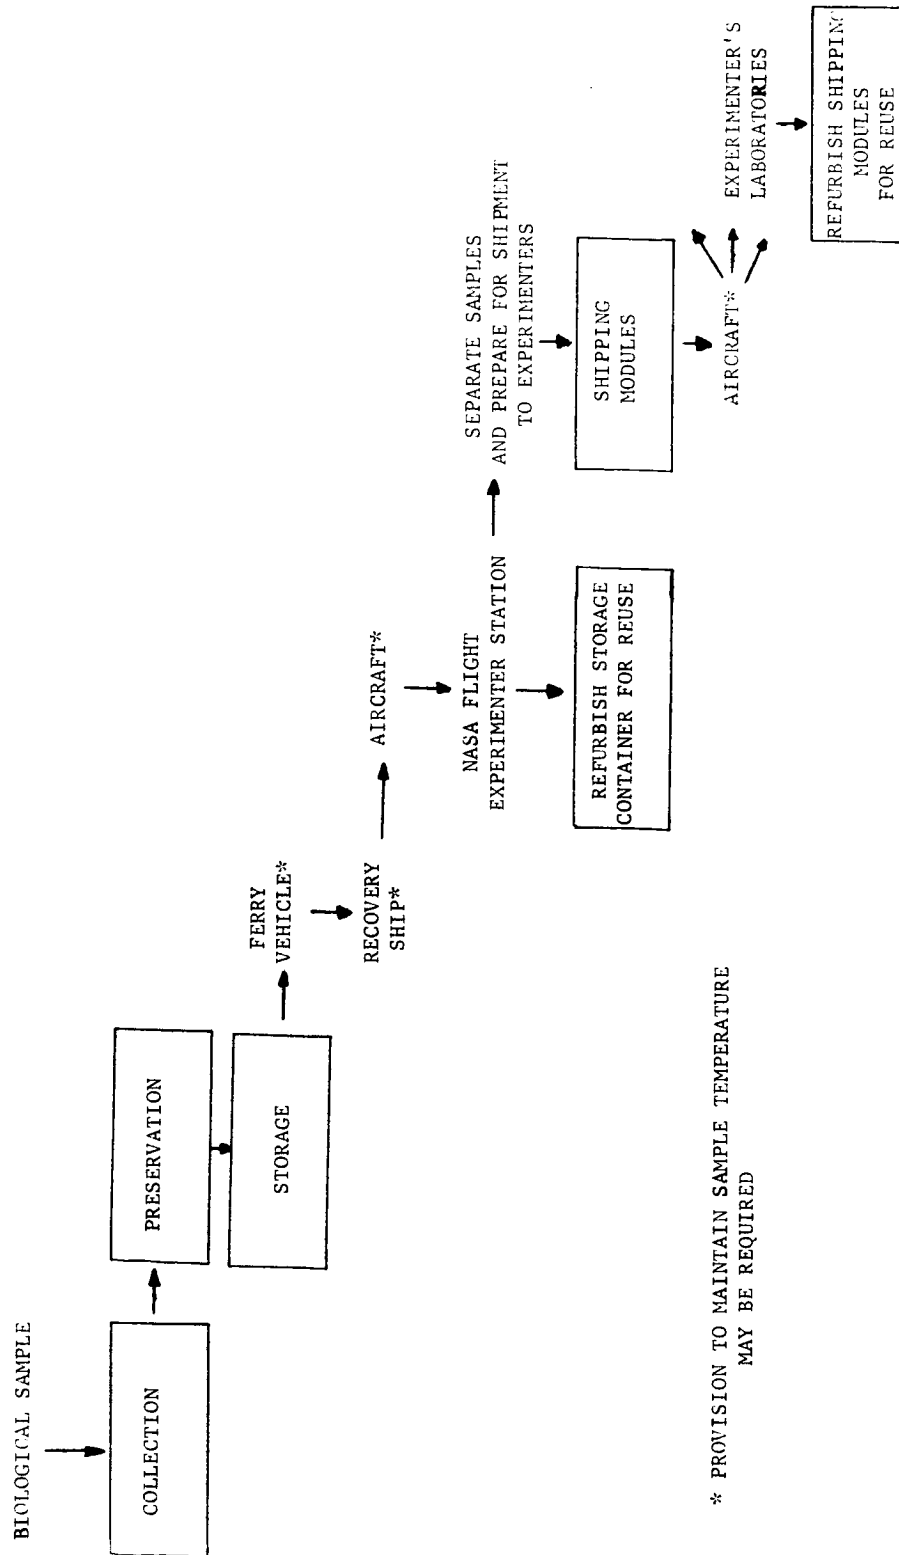 BIOLOGICAL SAMPLE
COLLECTION
PRESERVATION
STORAGE
FERRY
VEHICLE*
RECOVERY
SHIP*
AIRCRAFT*
NASA FLIGHT
EXPERIMENTER STATION
REFURBISH STORAGE
CONTAINER FOR REUSE
SEPARATE SAMPLES
AND PREPARE FOR SHIPMENT
TO EXPERIMENTERS
SHIPPING
MODULES
AIRCRAFT*
EXPERIMENTER'S
LABORATORIES
REFURBISH SHIPPING
MODULES
FOR REUSE
* PROVISION TO MAINTAIN SAMPLE TEMPERATURE
MAY BE REQUIRED